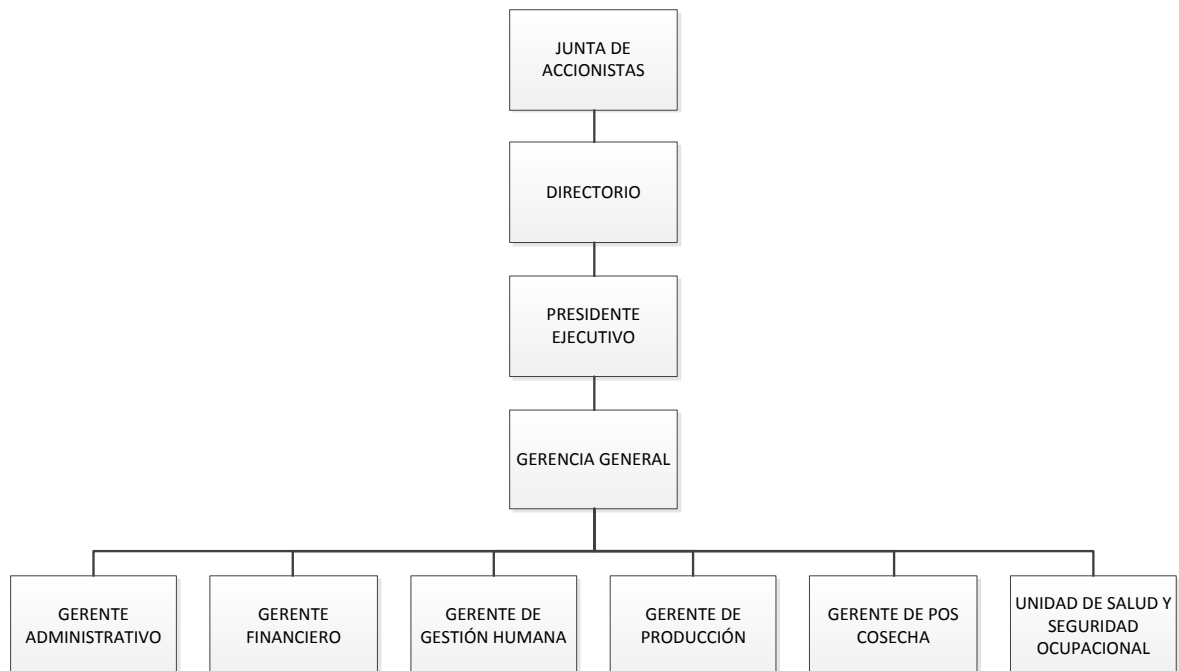 JUNTA DE
ACCIONISTAS
DIRECTORIO
PRESIDENTE
EJECUTIVO
GERENCIA GENERAL
GERENTE
ADMINISTRATIVO
GERENTE
FINANCIERO
GERENTE DE
GESTIÓN HUMANA
GERENTE DE
PRODUCCIÓN
GERENTE DE POS
COSECHA
UNIDAD DE SALUD Y
SEGURIDAD
OCUPACIONAL